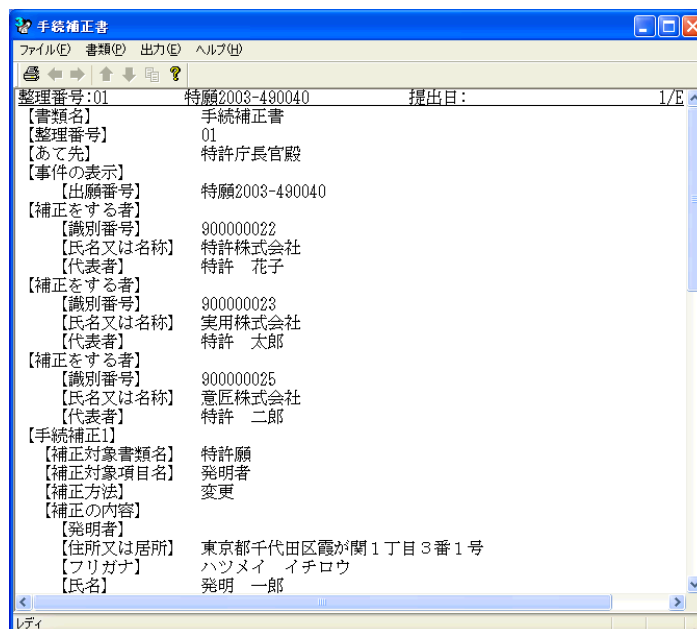 手続補正書
ファイル(F) 書類(P) 出力(E) ヘルプ(H)
整理番号:01 特願2003-490040 提出日: 1/E
【書類名】 手続補正書
【整理番号】 01
【あて先】 特許庁長官殿
【事件の表示】
【出願番号】 特願2003-490040
【補正をする者】
【識別番号】 900000022
【氏名又は名称】 特許株式会社
【代表者】 特許 花子
【補正をする者】
【識別番号】 900000023
【氏名又は名称】 実用株式会社
【代表者】 特許 太郎
【補正をする者】
【識別番号】 900000025
【氏名又は名称】 意匠株式会社
【代表者】 特許 二郎
【手続補正1】
【補正対象書類名】 特許願
【補正対象項目名】 発明者
【補正方法】 変更
【補正の内容】
【発明者】
【住所又は居所】 東京都千代田区霞が関1丁目3番1号
【フリガナ】 ハツメイ イチロウ
【氏名】 発明 一郎
レディ